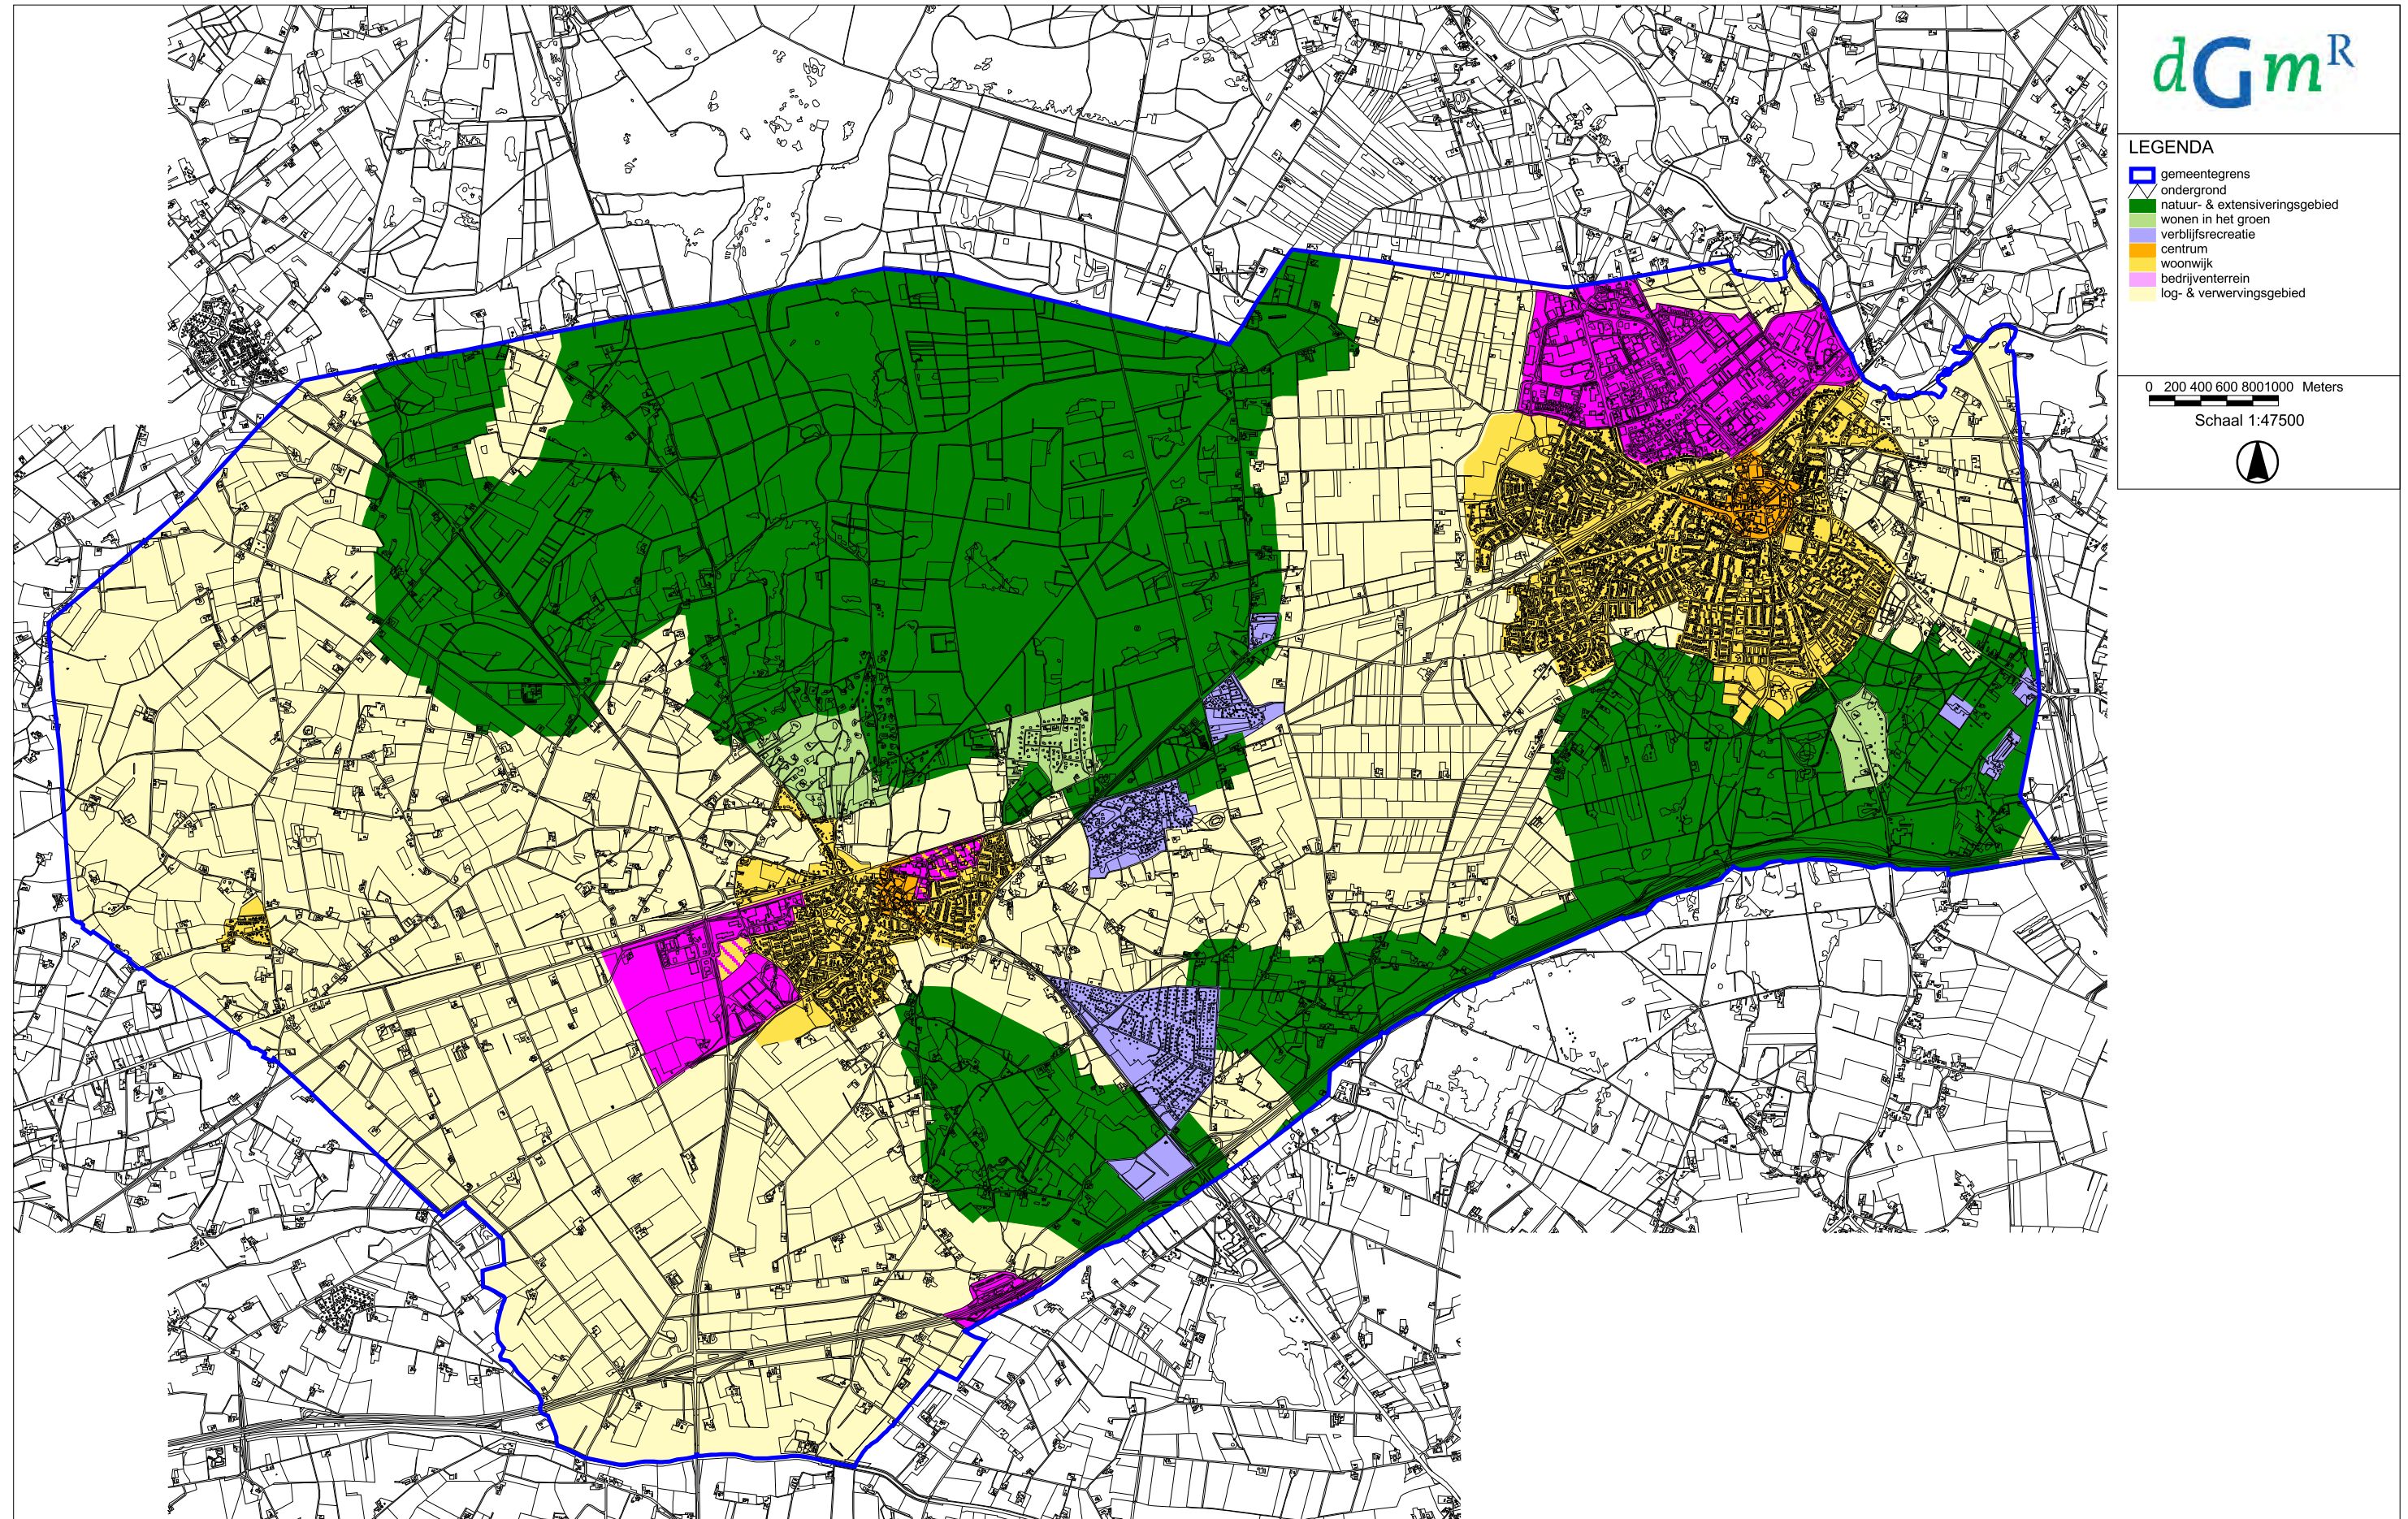 dGmR
LEGENDA
gemeentegrens
ondergrond
natuur- & extensiveringsgebied
wonen in het groen
verblijfsrecreatie
centrum
woonwijk
bedrijventerrein
log- & verwervingsgebied
0 200 400 600 8001000 Meters
Schaal 1:47500